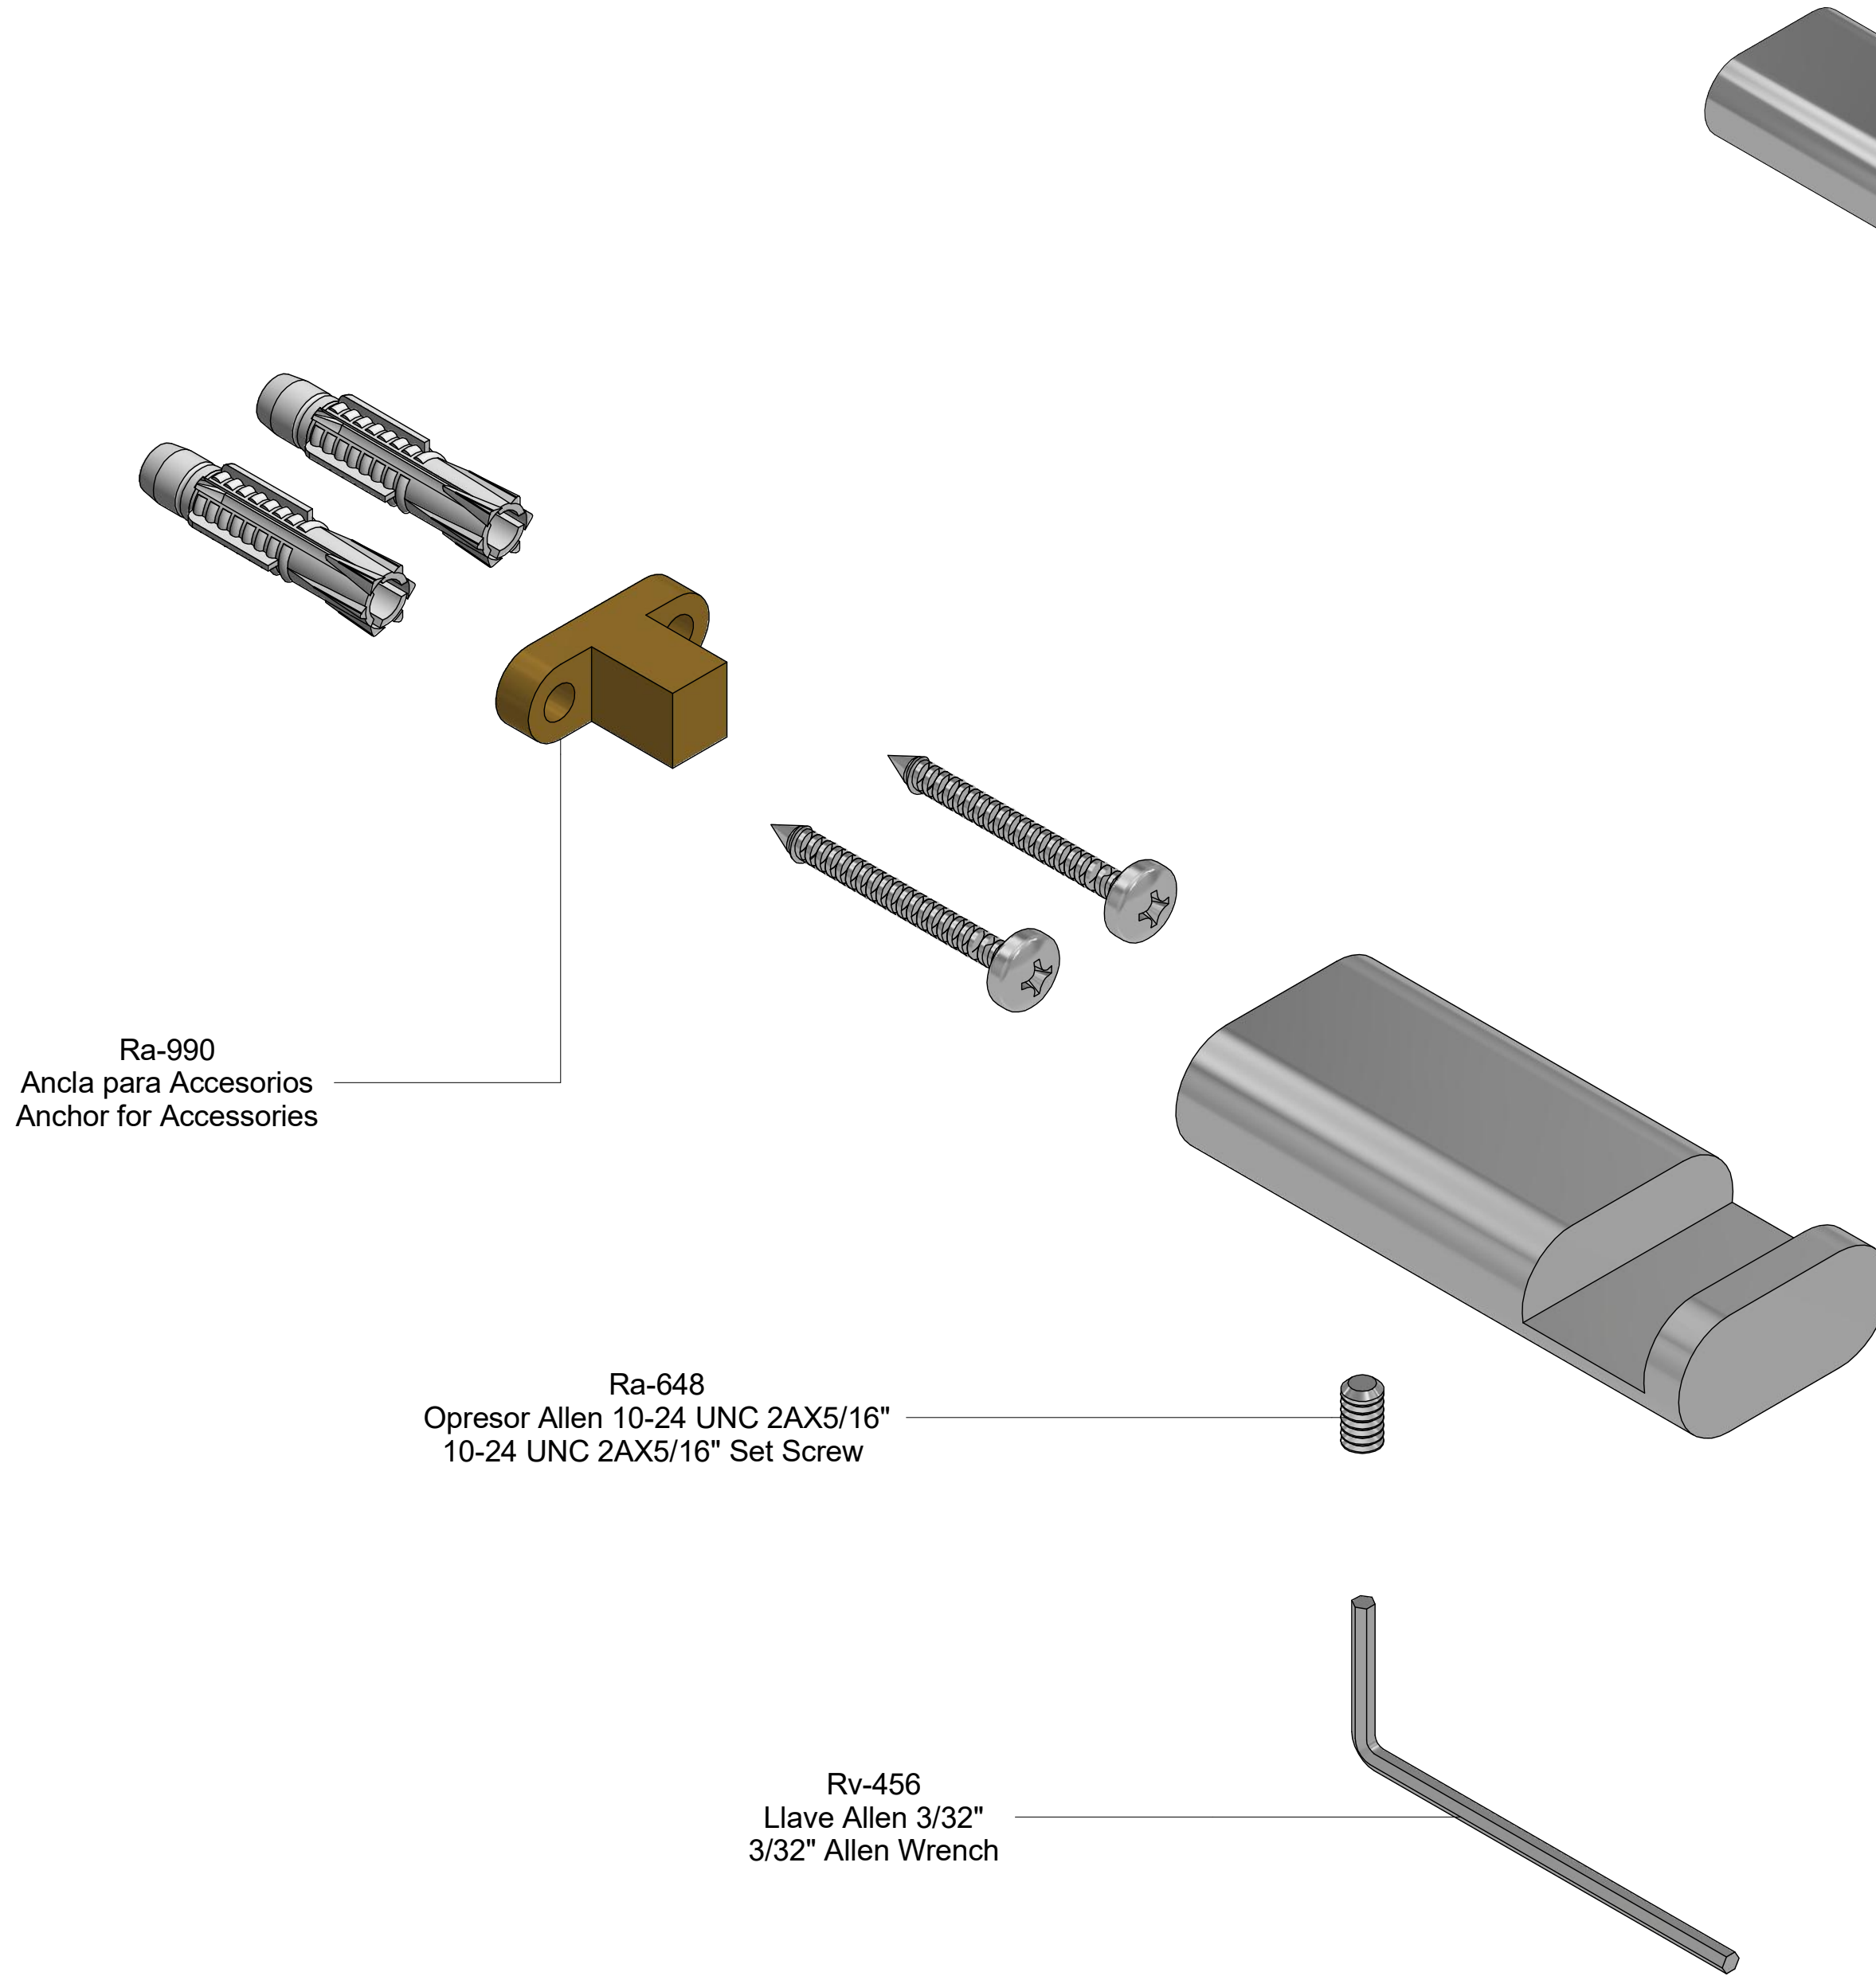 Ra-990
Ancla para Accesorios
Anchor for Accessories
Ra-648
Opresor Allen 10-24 UNC 2AX5/16"
10-24 UNC 2AX5/16" Set Screw
Rv-456
Llave Allen 3/32"
3/32" Allen Wrench